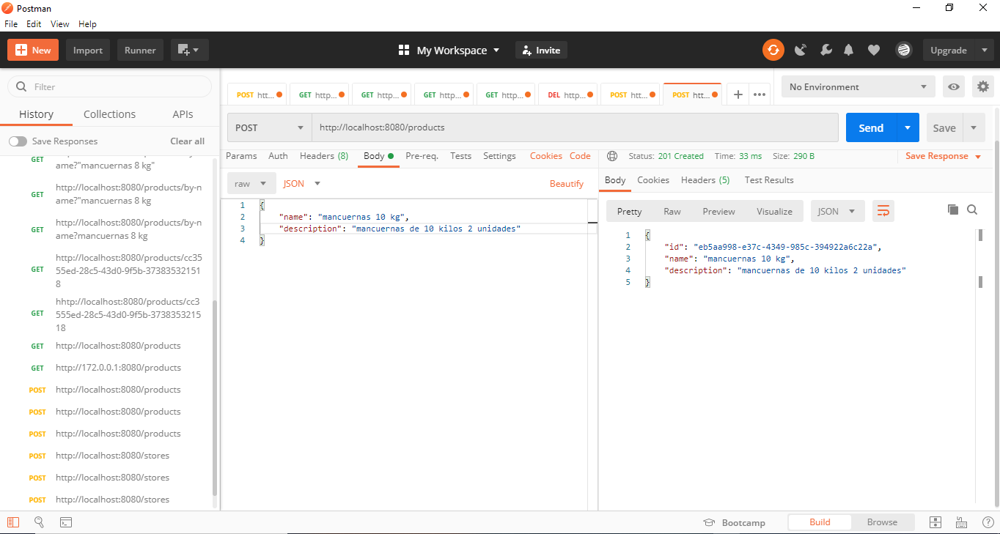 Postman
File Edit View Help
New Import Runner My Workspace Invite Upgrade
Filter
History Collections APIs
Save Responses Clear all
GET
ame?"mancuernas 8 kg"
GET http://localhost:8080/products/by-n
ame?"mancuernas 8 kg
GET http://localhost:8080/products/by-n
ame?mancuernas 8 kg
GET http://localhost:8080/products/cc35
55ed-28c5-43d0-9f5b-37383532151
8
GET hhttp://localhost:8080/products/cc3
555ed-28c5-43d0-9f5b-3738353215
18
GET http://localhost:8080/products
GET http://172.0.0.1:8080/products
POST http://localhost:8080/products
POST http://localhost:8080/products
POST http://localhost:8080/products
POST http://localhost:8080/stores
POST http://localhost:8080/stores
POST http://localhost:8080/stores
POST htt... GET http... GET http... GET http... GET http... DEL http... POST htt... POST htt...
No Environment
POST http://localhost:8080/products Send Save
Params Auth Headers (8) Body Pre-req. Tests Settings Cookies Code
raw JSON Beautify
1 {
2 "name": "mancuernas 10 kg",
3 "description": "mancuernas de 10 kilos 2 unidades"
4 }
Status: 201 Created Time: 33 ms Size: 290 B Save Response
Body Cookies Headers (5) Test Results
Pretty Raw Preview Visualize JSON
1 {
2 "id": "eb5aa998-e37c-4349-985c-394922a6c22a",
3 "name": "mancuernas 10 kg",
4 "description": "mancuernas de 10 kilos 2 unidades"
5 }
Bootcamp Build Browse